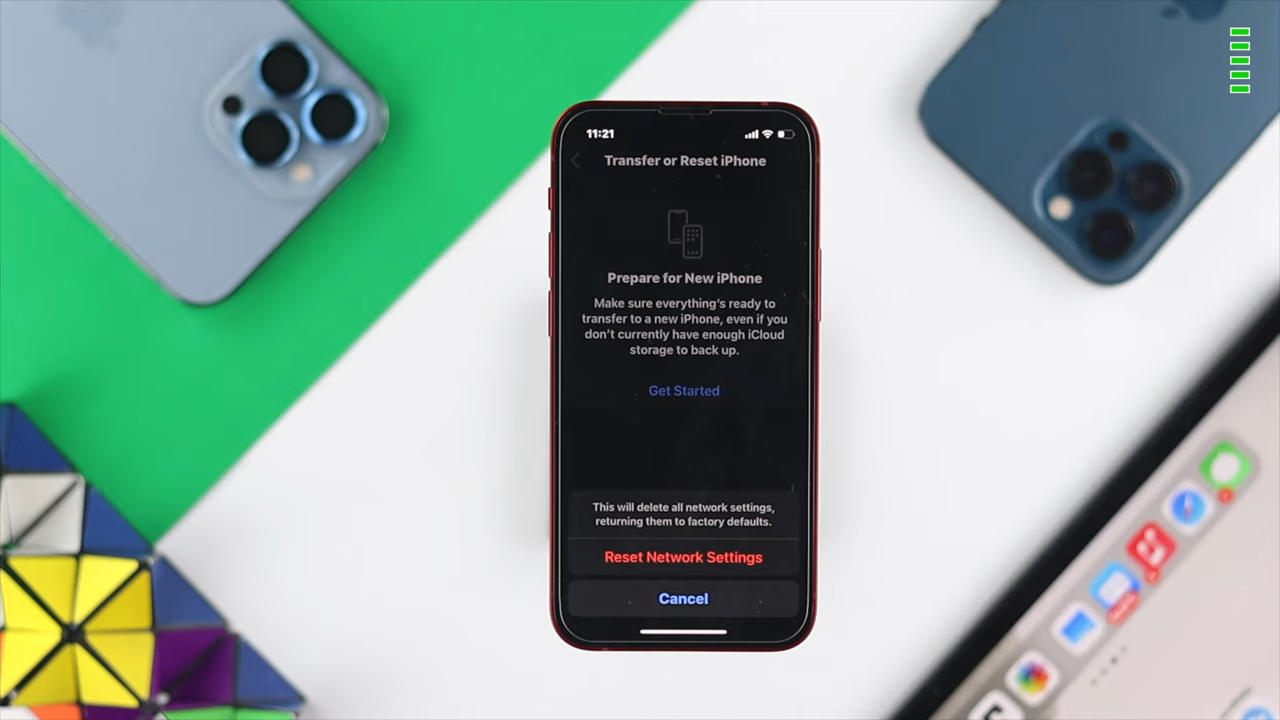 11:21
Transfer or Reset iPhone
Prepare for New iPhone
Make sure everything's ready to
transfer to a new iPhone, even if you
don't currently have enough iCloud
storage to back up.
Get Started
This will delete all network settings,
returning them to factory defaults.
Reset Network Settings
Cancel